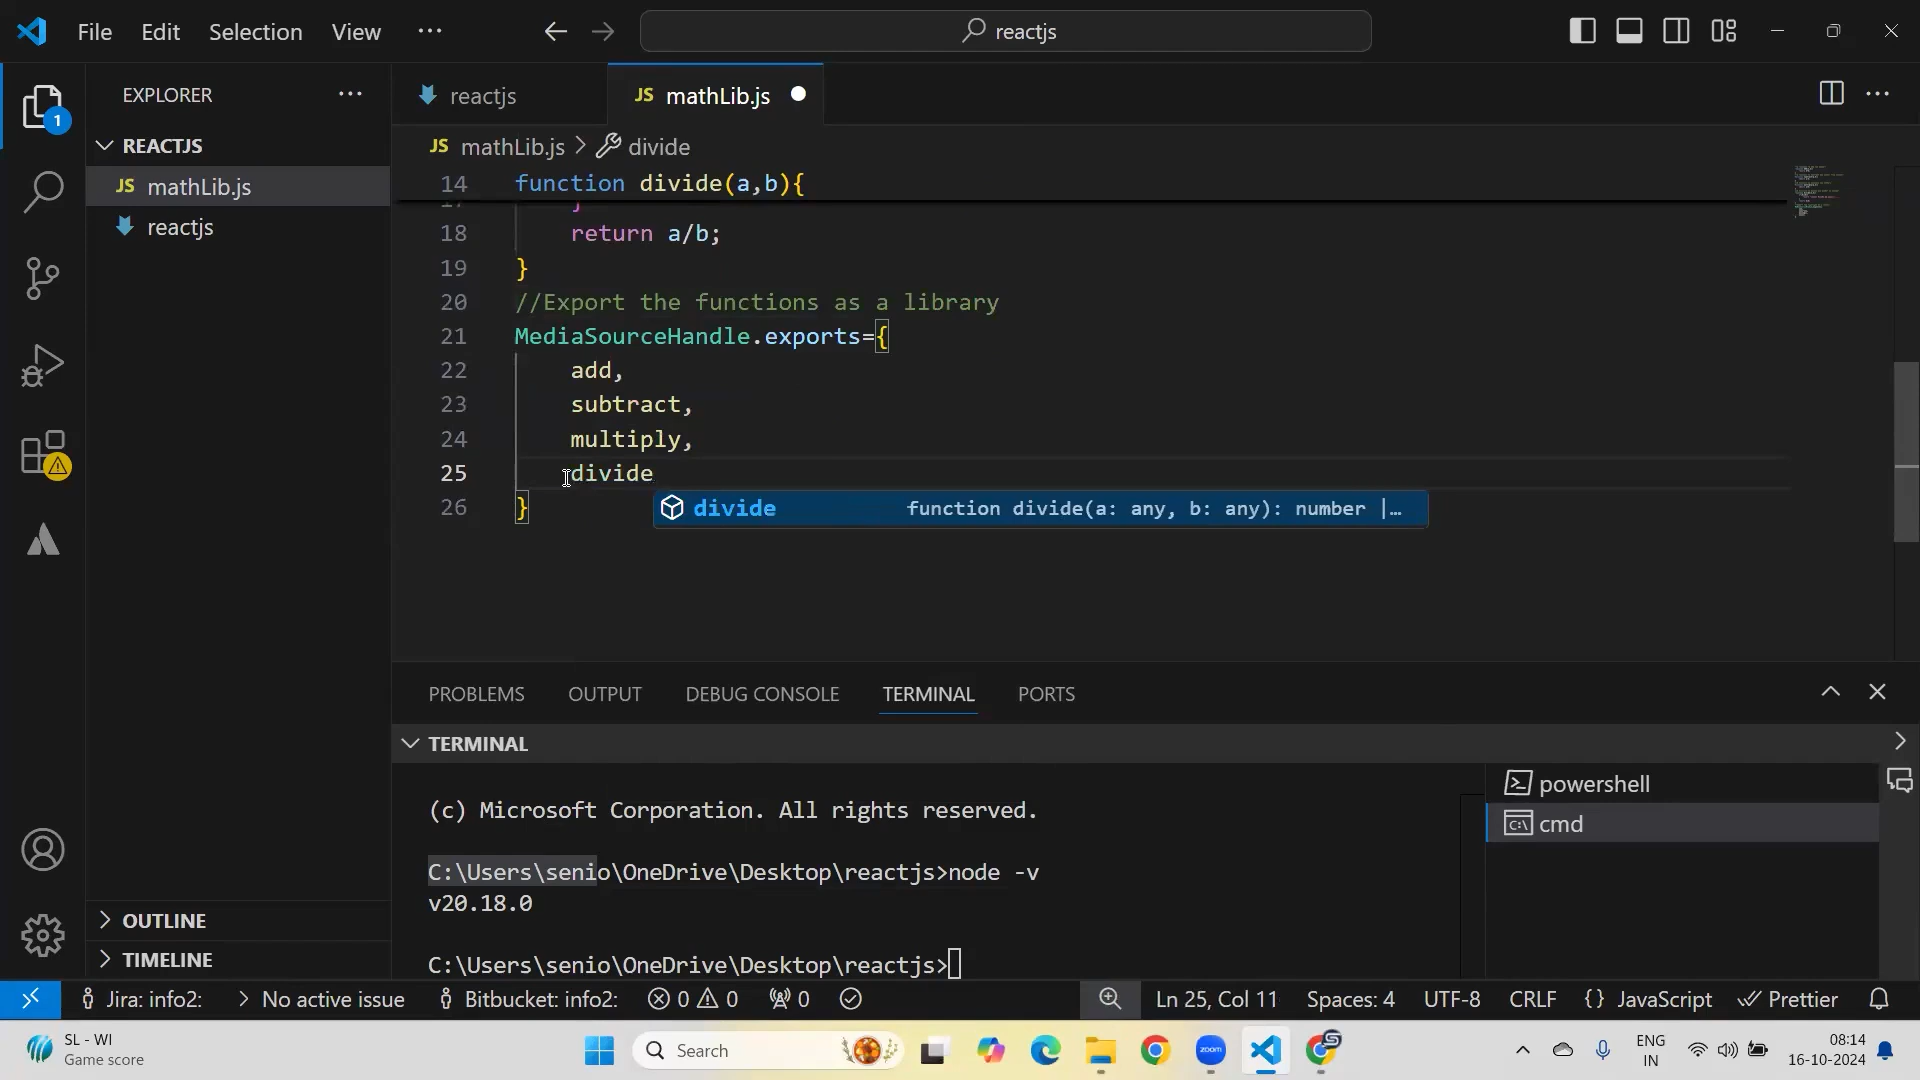 File Edit Selection View ... reactjs
EXPLORER ...
reactjs
JS mathLib.js
1
REACTJS
JS mathLib.js > divide
JS mathLib.js
reactjs
14 function divide(a,b){
18 return a/b;
19 }
20 //Export the functions as a library
21 MediaSourceHandle.exports={
22 add,
23 subtract,
24 multiply,
25 divide
26 }
divide function divide(a: any, b: any): number |…
PROBLEMS OUTPUT DEBUG CONSOLE TERMINAL PORTS
TERMINAL
(c) Microsoft Corporation. All rights reserved.
C:\Users\senio\OneDrive\Desktop\reactjs>node -v
v20.18.0
C:\Users\senio\OneDrive\Desktop\reactjs>
powershell
cmd
OUTLINE
TIMELINE
Jira: info2: > No active issue Bitbucket: info2: 0 0 0 Ln 25, Col 11 Spaces: 4 UTF-8 CRLF {} JavaScript Prettier
SL - WI
Game score
Search
zoom
ENG
IN
08:14
16-10-2024